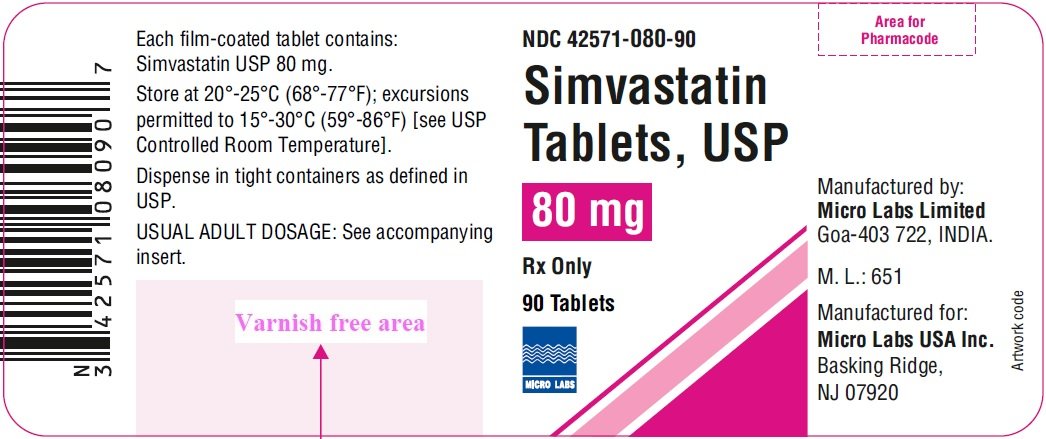 N
3 42571 08090 7
Each film-coated tablet contains:
Simvastatin USP 80 mg.
Store at 20°-25°C (68°-77°F); excursions
permitted to 15°-30°C (59°-86°F) [see USP
Controlled Room Temperature].
Dispense in tight containers as defined in
USP.
USUAL ADULT DOSAGE: See accompanying
insert.
Varnish free area
NDC 42571-080-90
Simvastatin
Tablets, USP
80 mg
Rx Only
90 Tablets
MICRO LABS
Area for
Pharmacode
Manufactured by:
Micro Labs Limited
Goa-403 722, INDIA.
M. L.: 651
Manufactured for:
Micro Labs USA Inc.
Basking Ridge,
NJ 07920
Artwork code